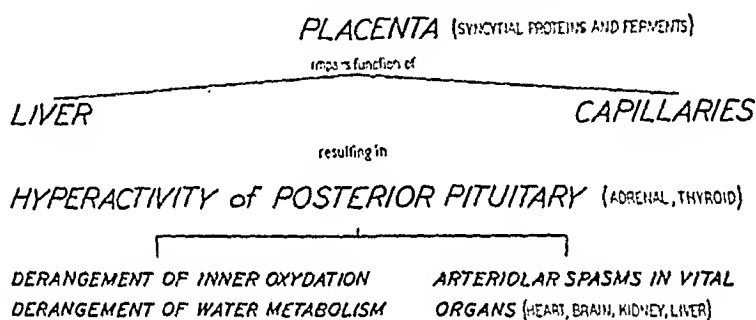 PLACENTA (SYNCYTIAL PROTEINS AND FERMENTS)
impairs function of
LIVER CAPILLARIES
resulting in
HYPERACTIVITY of POSTERIOR PITUITARY (ADRENAL, THYROID)
DERANGEMENT OF INNER OXYDATION ARTERIOLAR SPASMS IN VITAL
DERANGEMENT OF WATER METABOLISM ORGANS (HEART, BRAIN, KIDNEY, LIVER)